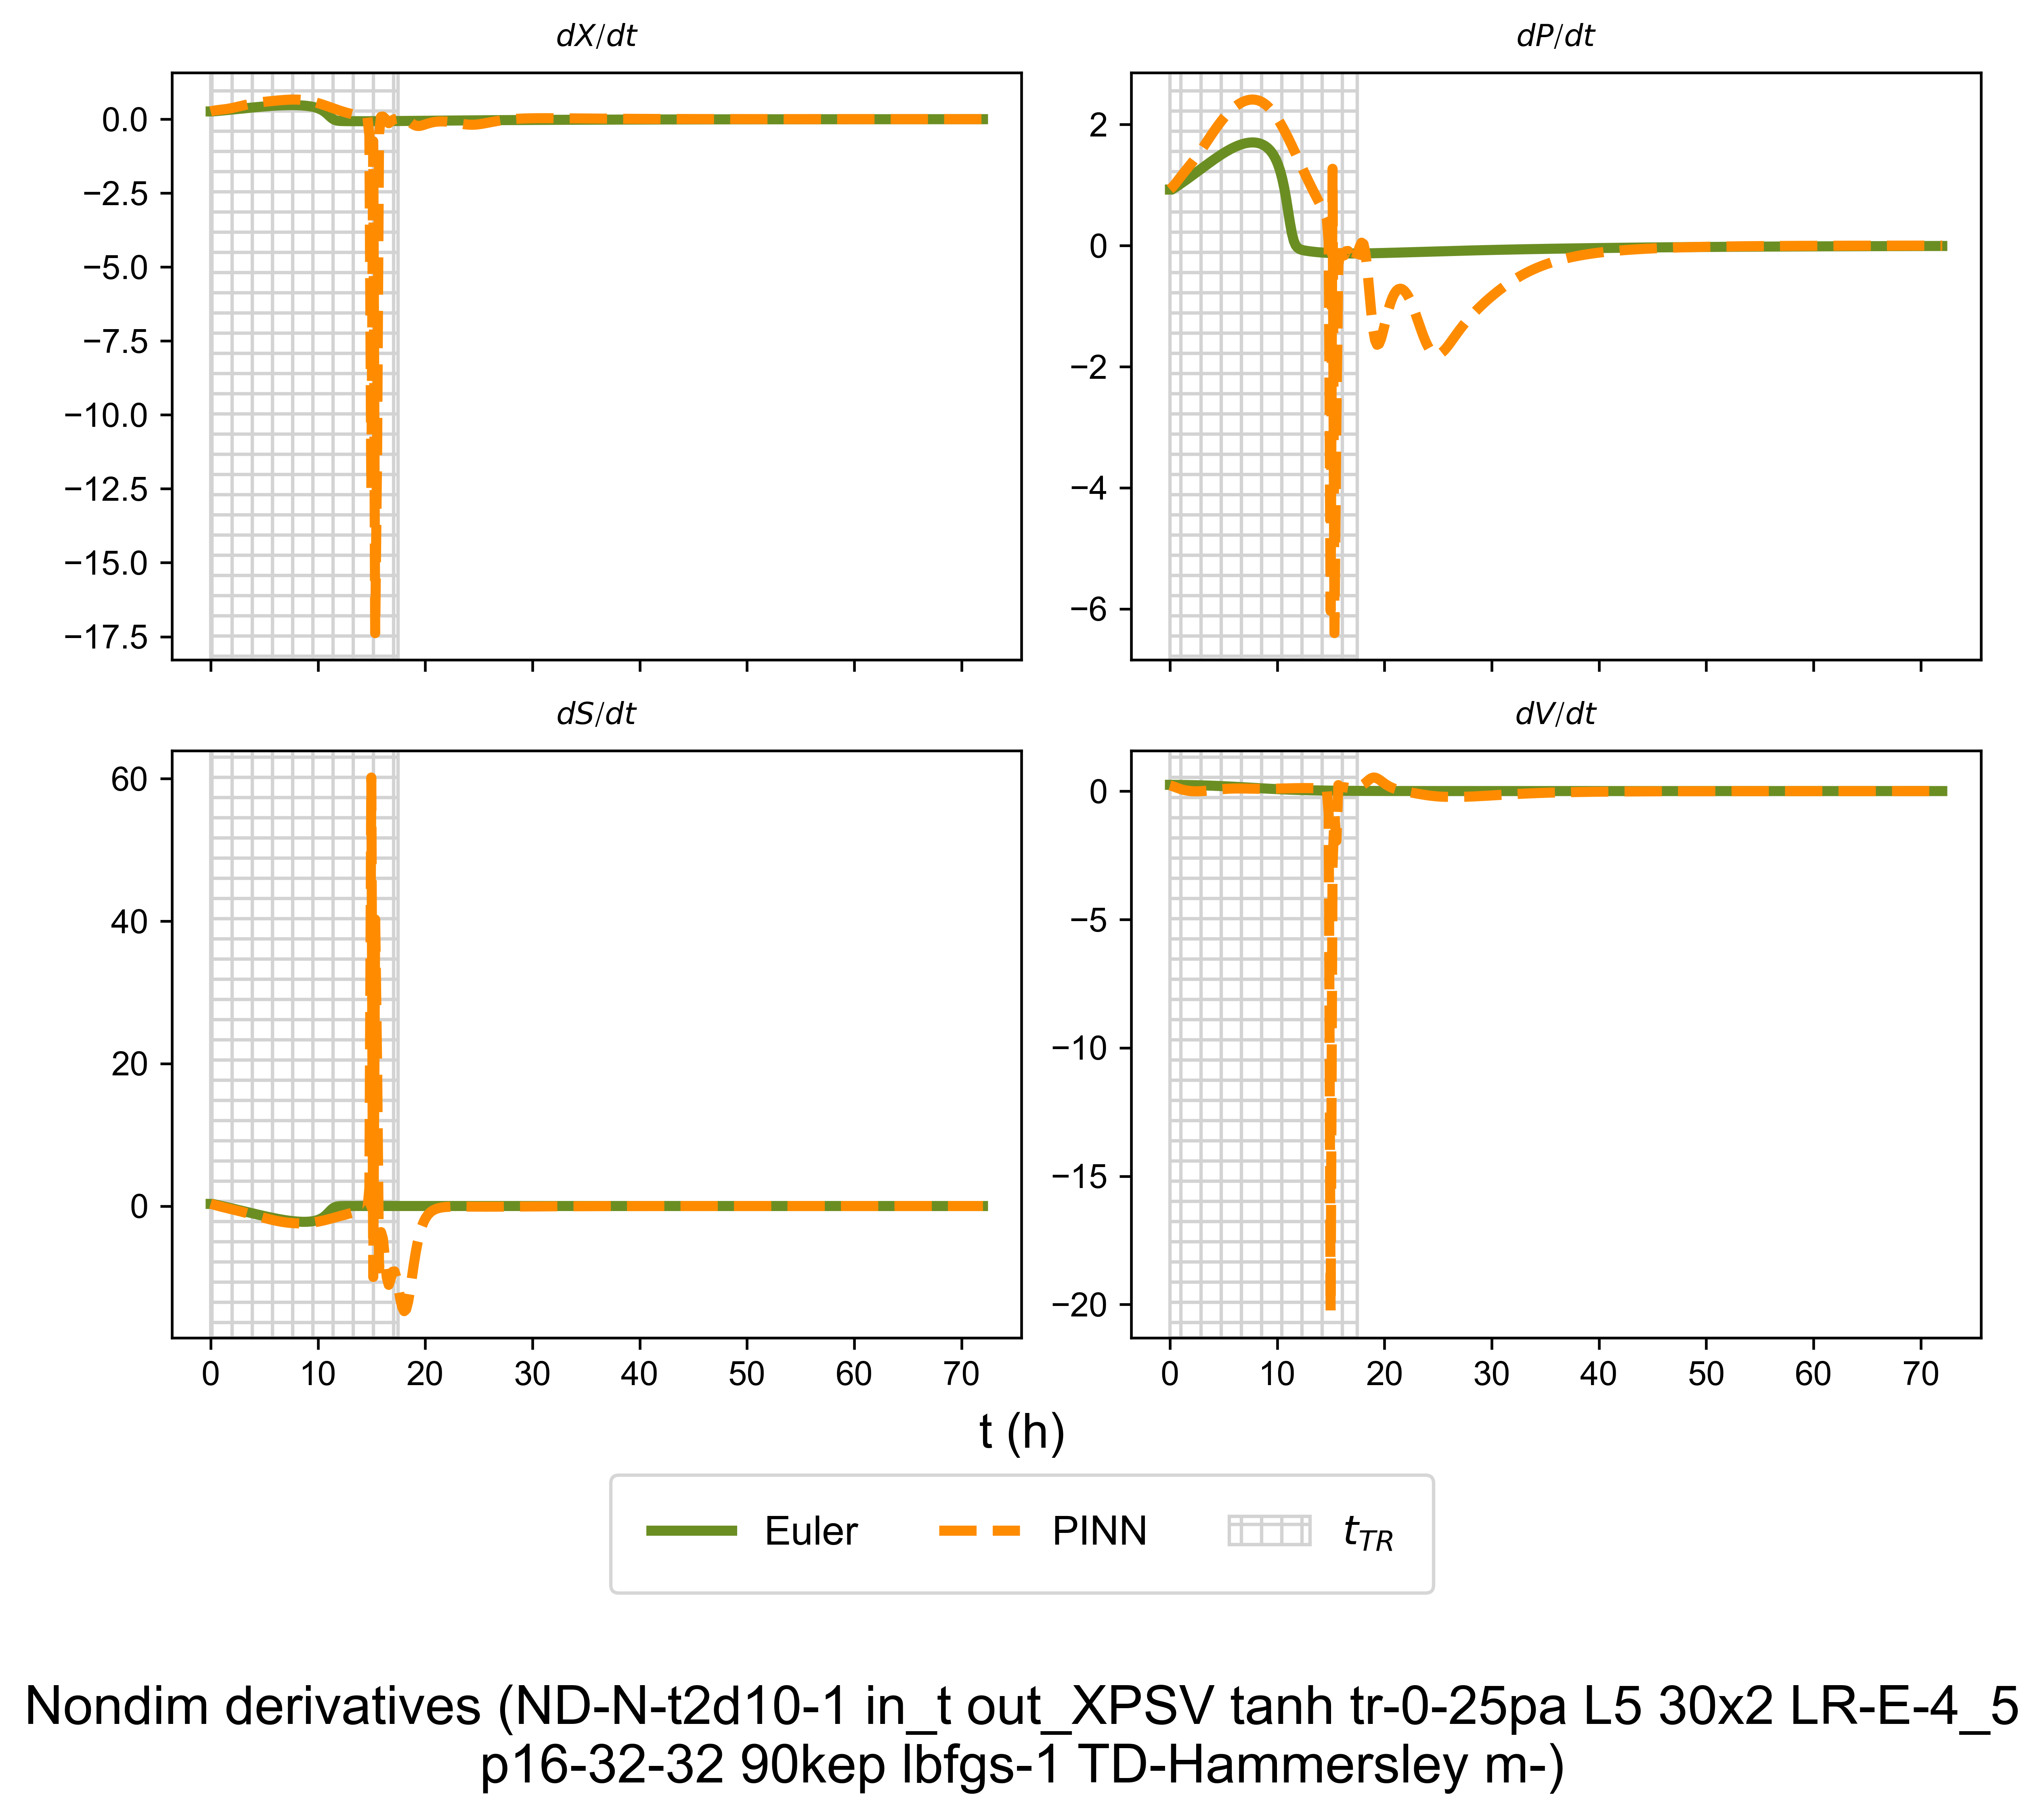 dX/dt
dP/dt
0.0
−2.5
−5.0
−7.5
−10.0
−12.5
−15.0
−17.5
2
0
−2
−4
−6
dS/dt
dV/dt
60
40
20
0
0
−5
−10
−15
−20
0 10 20 30 40 50 60 70
0 10 20 30 40 50 60 70
t (h)
Euler PINN t_TR
Nondim derivatives (ND-N-t2d10-1 in_t out_XPSV tanh tr-0-25pa L5 30x2 LR-E-4_5
p16-32-32 90kep lbfgs-1 TD-Hammersley m-)